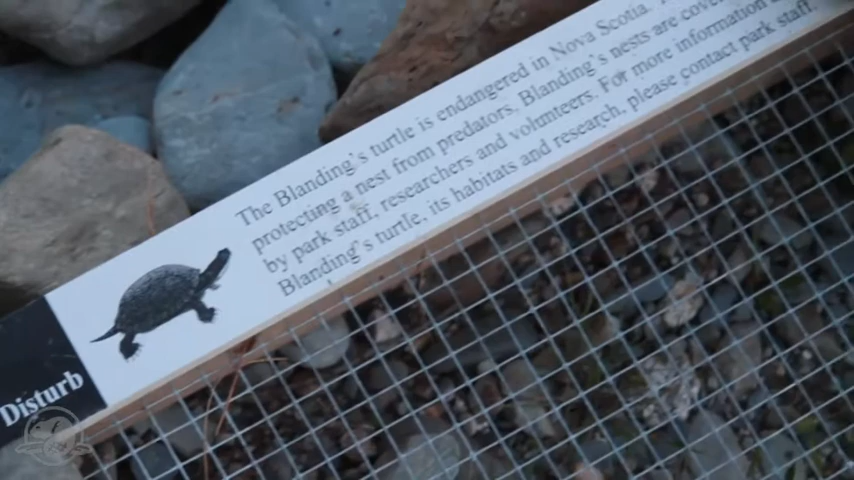 Disturb
The Blanding's turtle is endangered in Nova Scotia.
protecting a nest from predators. Blanding's nests are
by park staff, researchers and volunteers. For more information
Blanding's turtle, its habitats and research, please contact park staff.